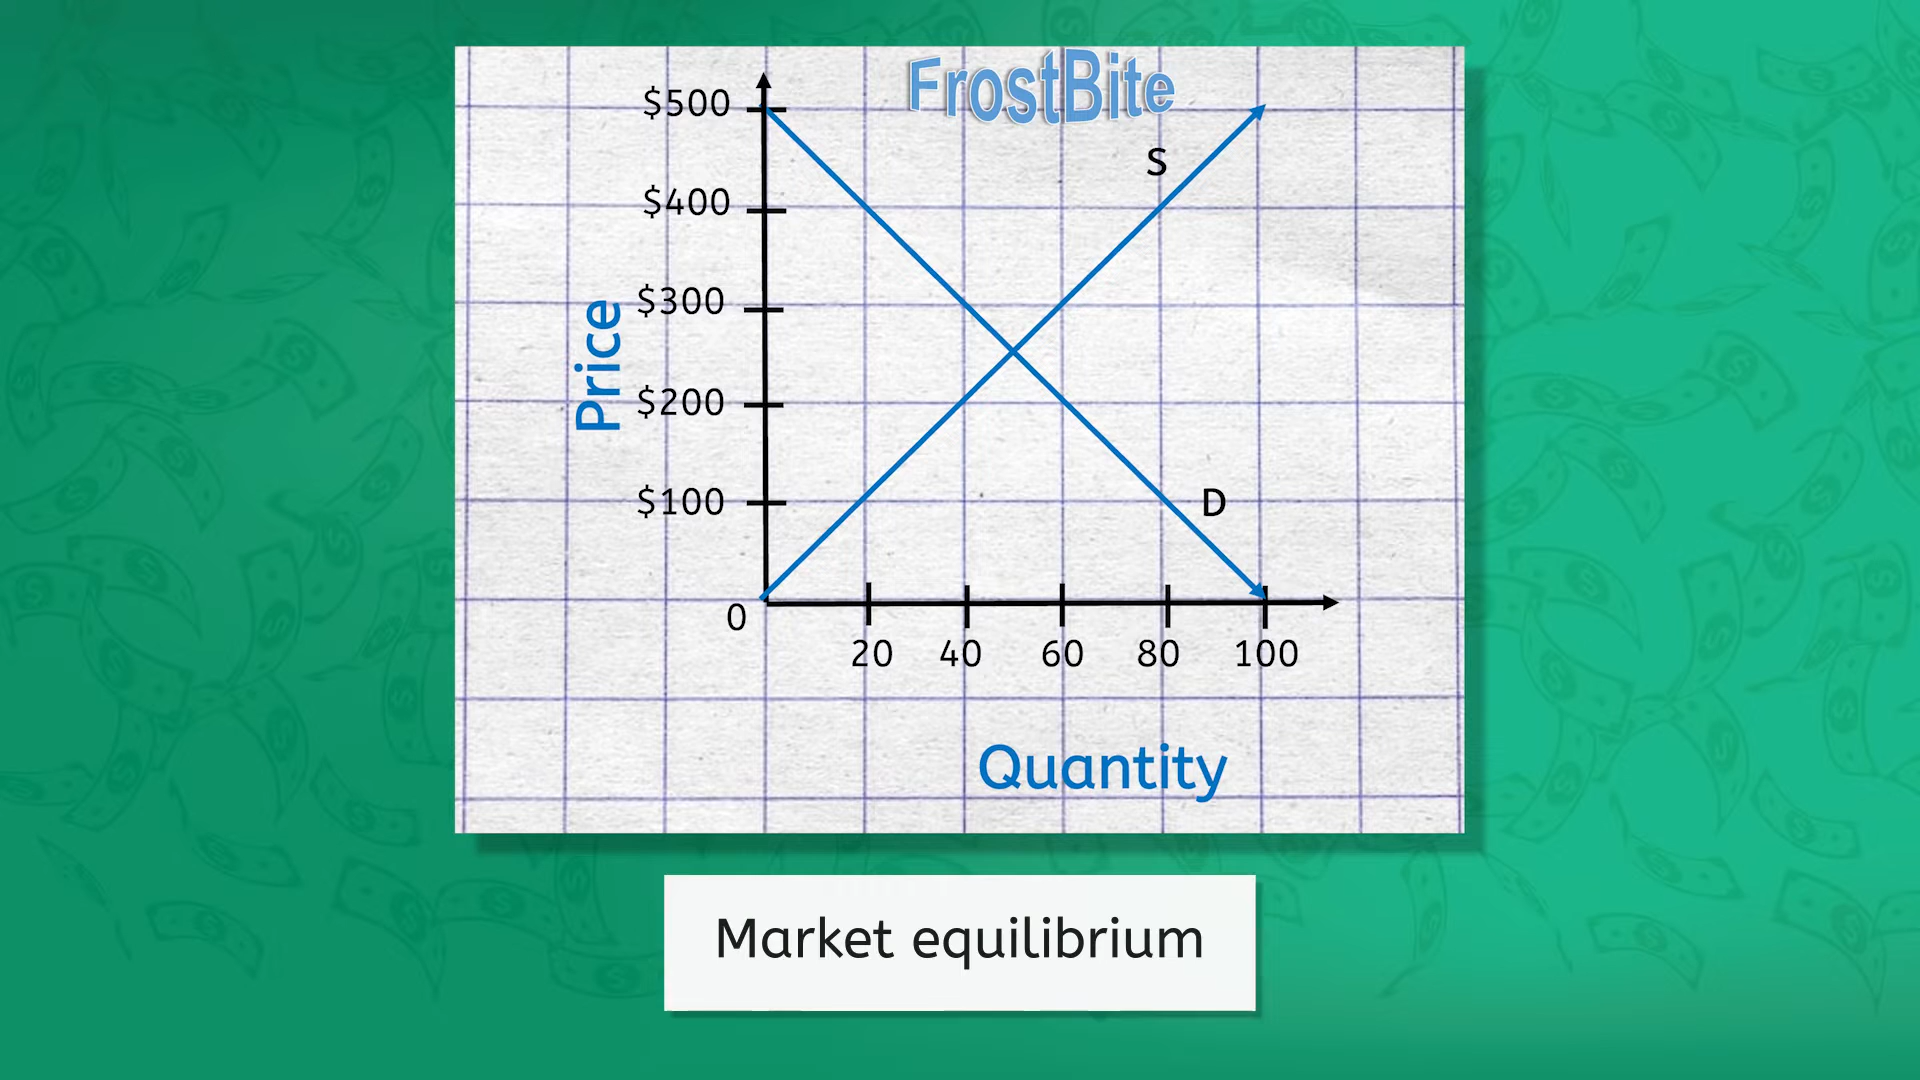 FrostBite
$500
$400
$300
$200
$100
0
20 40 60 80 100
Price
Quantity
S
D
Market equilibrium